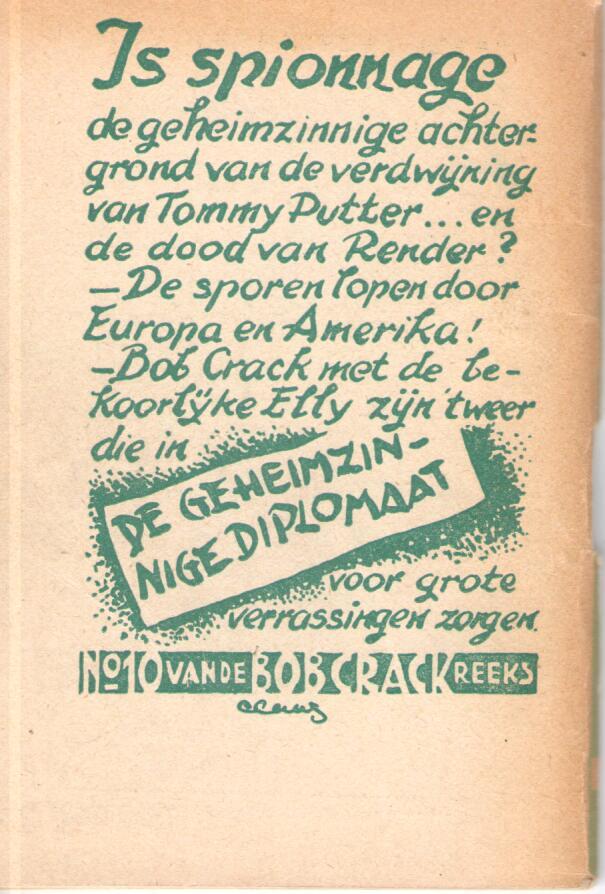 Is spionnage
de geheimzinnige achter-
grond van de verdwijning
van Tommy Putter... en
de dood van Render?
—De sporen lopen door
Europa en Amerika!
—Bob Crack met de be-
koorlijke Elly zijn 't weer
die in
DE GEHEIMZIN-
NIGE DIPLOMAAT
voor grote
verrassingen zorgen.
No 10 VAN DE BOB CRACK REEKS